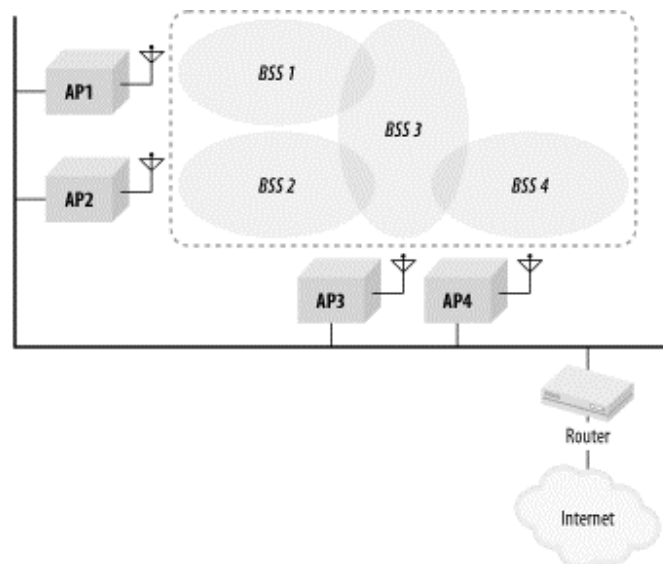 AP1
BSS 1
BSS 3
AP2
BSS 2
BSS 4
AP3
AP4
Router
Internet